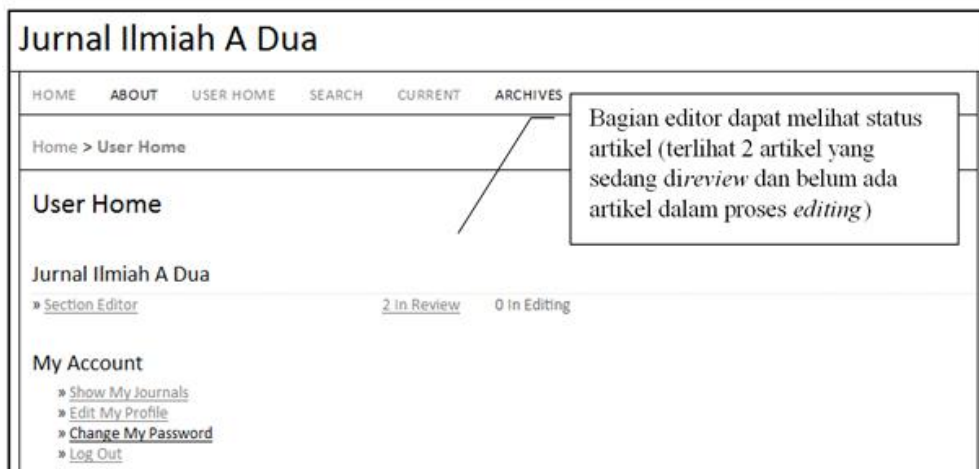 Jurnal Ilmiah A Dua
HOME ABOUT USER HOME SEARCH CURRENT ARCHIVES
Bagian editor dapat melihat status
artikel (terlihat 2 artikel yang
sedang direview dan belum ada
artikel dalam proses editing)
Home > User Home
User Home
Jurnal Ilmiah A Dua
» Section Editor 2 In Review 0 In Editing
My Account
» Show My Journals
» Edit My Profile
» Change My Password
» Log Out